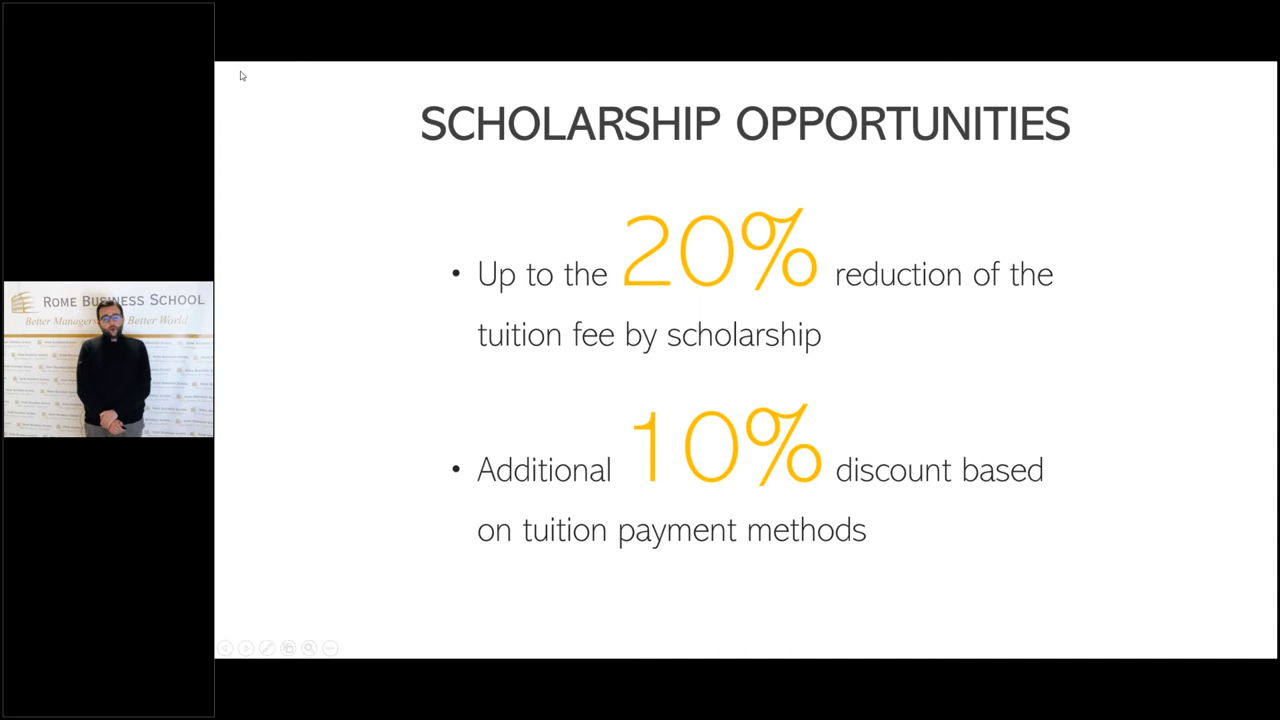 SCHOLARSHIP OPPORTUNITIES
• Up to the 20% reduction of the
tuition fee by scholarship
• Additional 10% discount based
on tuition payment methods
ROME BUSINESS SCHOOL
Better Managers Better World